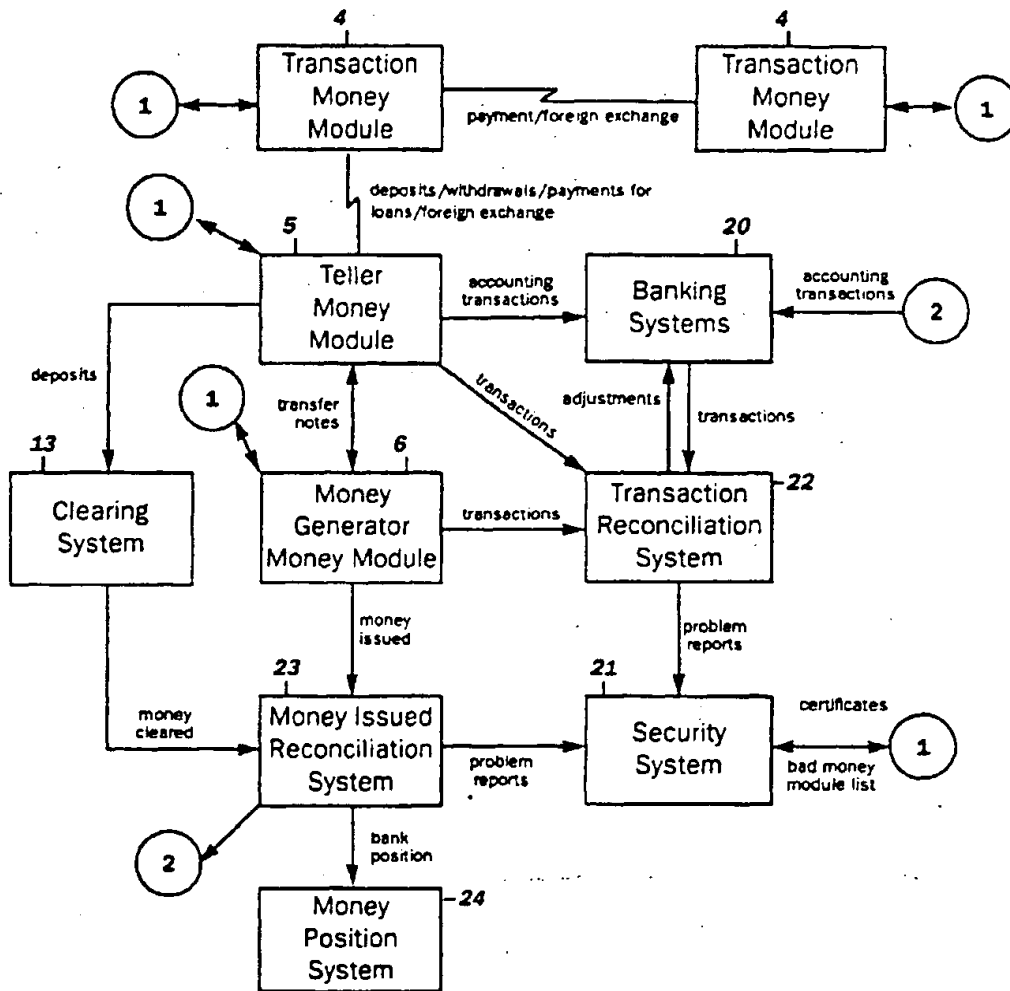 4
4
Transaction
Money
Module
Transaction
Money
Module
1
1
payment/foreign exchange
deposits/withdrawals/payments for
loans/foreign exchange
1
5
20
Teller
Money
Module
accounting
transactions
Banking
Systems
accounting
transactions
2
deposits
1
transfer
notes
transactions
adjustments
transactions
13
6
22
Clearing
System
Money
Generator
Money Module
transactions
Transaction
Reconciliation
System
money
issued
problem
reports
23
21
money
cleared
Money Issued
Reconciliation
System
problem
reports
Security
System
certificates
1
bad money
module list
2
bank
position
24
Money
Position
System